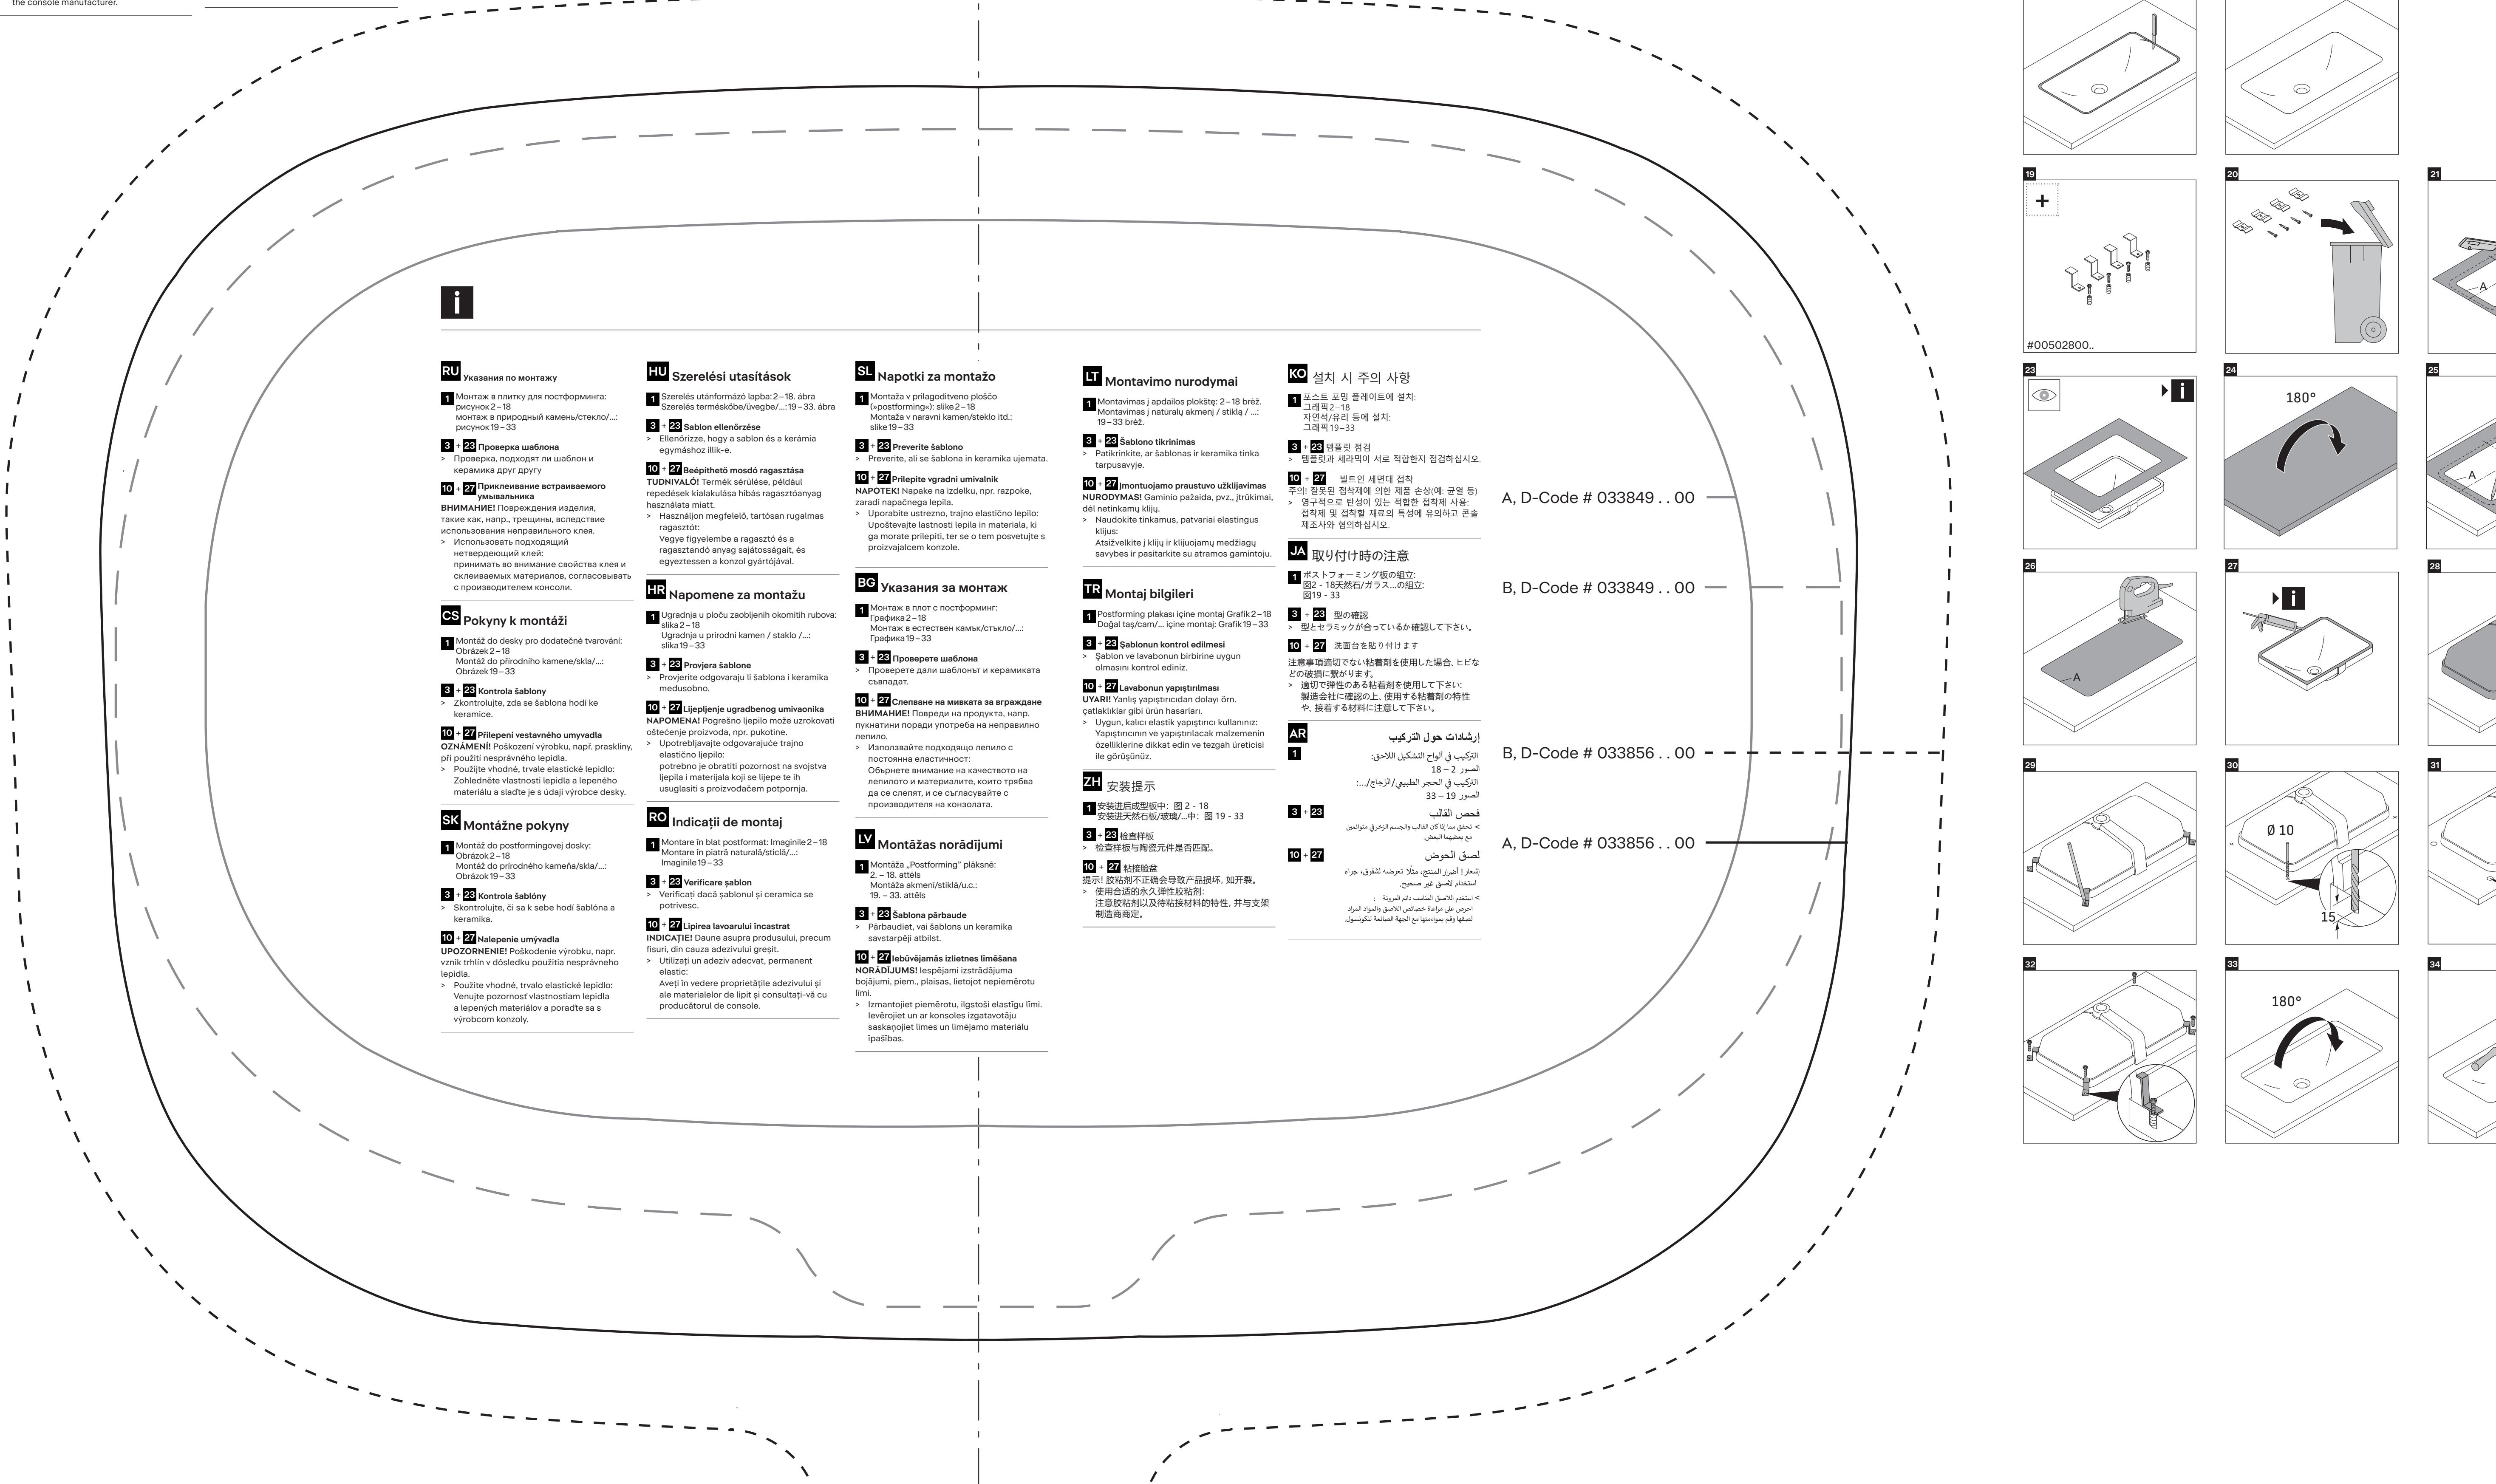 the console manufacturer.
RU Указания по монтажу
1 Монтаж в плитку для постформинга:
рисунок 2 – 18
монтаж в природный камень/стекло/...:
рисунок 19 – 33
3 + 23 Проверка шаблона
> Проверка, подходят ли шаблон и
керамика друг другу
10 + 27 Приклеивание встраиваемого
умывальника
ВНИМАНИЕ! Повреждения изделия,
такие как, напр., трещины, вследствие
использования неправильного клея.
> Использовать подходящий
нетвердеющий клей:
принимать во внимание свойства клея и
склеиваемых материалов, согласовывать
с производителем консоли.
CS Pokyny k montáži
1 Montáž do desky pro dodatečné tvarování:
Obrázek 2 – 18
Montáž do přírodního kamene/skla/...:
Obrázek 19 – 33
3 + 23 Kontrola šablony
> Zkontrolujte, zda se šablona hodí ke
keramice.
10 + 27 Přilepení vestavného umyvadla
OZNÁMENÍ! Poškození výrobku, např. praskliny,
při použití nesprávného lepidla.
> Použijte vhodné, trvale elastické lepidlo:
Zohledněte vlastnosti lepidla a lepeného
materiálu a slaďte je s údaji výrobce desky.
SK Montážne pokyny
1 Montáž do postformingovej dosky:
Obrázok 2 – 18
Montáž do prírodného kameňa/skla/...:
Obrázok 19 – 33
3 + 23 Kontrola šablóny
> Skontrolujte, či sa k sebe hodí šablóna a
keramika.
10 + 27 Nalepenie umývadla
UPOZORNENIE! Poškodenie výrobku, napr.
vznik trhlín v dôsledku použitia nesprávneho
lepidla.
> Použite vhodné, trvalo elastické lepidlo:
Venujte pozornosť vlastnostiam lepidla
a lepených materiálov a poraďte sa s
výrobcom konzoly.
HU Szerelési utasítások
1 Szerelés utánformázó lapba: 2 – 18. ábra
Szerelés terméskőbe/üvegbe/...: 19 – 33. ábra
3 + 23 Sablon ellenőrzése
> Ellenőrizze, hogy a sablon és a kerámia
egymáshoz illik-e.
10 + 27 Beépíthető mosdó ragasztása
TUDNIVALÓ! Termék sérülése, például
repedések kialakulása hibás ragasztóanyag
használata miatt.
> Használjon megfelelő, tartósan rugalmas
ragasztót:
Vegye figyelembe a ragasztó és a
ragasztandó anyag sajátosságait, és
egyeztessen a konzol gyártójával.
HR Napomene za montažu
1 Ugradnja u ploču zaobljenih okomitih rubova:
slika 2 – 18
Ugradnja u prirodni kamen / staklo /...:
slika 19 – 33
3 + 23 Provjera šablone
> Provjerite odgovaraju li šablona i keramika
međusobno.
10 + 27 Lijepljenje ugradbenog umivaonika
NAPOMENA! Pogrešno ljepilo može uzrokovati
oštećenje proizvoda, npr. pukotine.
> Upotrebljavajte odgovarajuće trajno
elastično ljepilo:
potrebno je obratiti pozornost na svojstva
ljepila i materijala koji se lijepe te ih
usuglasiti s proizvođačem potpornja.
RO Indicații de montaj
1 Montare în blat postformat: Imaginile 2 – 18
Montare în piatră naturală/sticlă/...:
Imaginile 19 – 33
3 + 23 Verificare șablon
> Verificați dacă șablonul și ceramica se
potrivesc.
10 + 27 Lipirea lavoarului încastrat
INDICAȚIE! Daune asupra produsului, precum
fisuri, din cauza adezivului greșit.
> Utilizați un adeziv adecvat, permanent
elastic:
Aveți în vedere proprietățile adezivului și
ale materialelor de lipit și consultați-vă cu
producătorul de console.
SL Napotki za montažo
1 Montaža v prilagoditveno ploščo
(»postforming«): slike 2 – 18
Montaža v naravni kamen/steklo itd.:
slike 19 – 33
3 + 23 Preverite šablono
> Preverite, ali se šablona in keramika ujemata.
10 + 27 Prilepite vgradni umivalnik
NAPOTEK! Napake na izdelku, npr. razpoke,
zaradi napačnega lepila.
> Uporabite ustrezno, trajno elastično lepilo:
Upoštevajte lastnosti lepila in materiala, ki
ga morate prilepiti, ter se o tem posvetujte s
proizvajalcem konzole.
BG Указания за монтаж
1 Монтаж в плот с постформинг:
Графика 2 – 18
Монтаж в естествен камък/стъкло/...:
Графика 19 – 33
3 + 23 Проверете шаблона
> Проверете дали шаблонът и керамиката
съвпадат.
10 + 27 Слепване на мивката за вграждане
ВНИМАНИЕ! Повреди на продукта, напр.
пукнатини поради употреба на неправилно
лепило.
> Използвайте подходящо лепило с
постоянна еластичност:
Обърнете внимание на качеството на
лепилото и материалите, които трябва
да се слепят, и се съгласувайте с
производителя на конзолата.
LV Montāžas norādījumi
1 Montāža „Postforming” plāksnē:
2. – 18. attēls
Montāža akmenī/stiklā/u.c.:
19. – 33. attēls
3 + 23 Šablona pārbaude
> Pārbaudiet, vai šablons un keramika
savstarpēji atbilst.
10 + 27 Iebūvējamās izlietnes līmēšana
NORĀDĪJUMS! Iespējami izstrādājuma
bojājumi, piem., plaisas, lietojot nepiemērotu
līmi.
> Izmantojiet piemērotu, ilgstoši elastīgu līmi.
Ievērojiet un ar konsoles izgatavotāju
saskaņojiet līmes un līmējamo materiālu
īpašības.
LT Montavimo nurodymai
1 Montavimas į apdailos plokštę: 2 – 18 brėž.
Montavimas į natūralų akmenį / stiklą / ...:
19 – 33 brėž.
3 + 23 Šablono tikrinimas
> Patikrinkite, ar šablonas ir keramika tinka
tarpusavyje.
10 + 27 Įmontuojamo praustuvo užklijavimas
NURODYMAS! Gaminio pažaida, pvz., įtrūkimai,
dėl netinkamų klijų.
> Naudokite tinkamus, patvariai elastingus
klijus:
Atsižvelkite į klijų ir klijuojamų medžiagų
savybes ir pasitarkite su atramos gamintoju.
TR Montaj bilgileri
1 Postforming plakası içine montaj Grafik 2 – 18
Doğal taş/cam/... içine montaj: Grafik 19 – 33
3 + 23 Şablonun kontrol edilmesi
> Şablon ve lavabonun birbirine uygun
olmasını kontrol ediniz.
10 + 27 Lavabonun yapıştırılması
UYARI! Yanlış yapıştırıcıdan dolayı örn.
çatlaklıklar gibi ürün hasarları.
> Uygun, kalıcı elastik yapıştırıcı kullanınız:
Yapıştırıcının ve yapıştırılacak malzemenin
özelliklerine dikkat edin ve tezgah üreticisi
ile görüşünüz.
ZH 安装提示
1 安装进后成型板中：图 2 - 18
安装进天然石板/玻璃/...中：图 19 - 33
3 + 23 检查样板
> 检查样板与陶瓷元件是否匹配。
10 + 27 粘接脸盆
提示! 胶粘剂不正确会导致产品损坏, 如开裂。
> 使用合适的永久弹性胶粘剂:
注意胶粘剂以及待粘接材料的特性, 并与支架
制造商商定。
KO 설치 시 주의 사항
1 포스트 포밍 플레이트에 설치:
그래픽 2–18
자연석/유리 등에 설치:
그래픽 19–33
3 + 23 템플릿 점검
> 템플릿과 세라믹이 서로 적합한지 점검하십시오.
10 + 27 빌트인 세면대 접착
주의! 잘못된 접착제에 의한 제품 손상(예: 균열 등)
> 영구적으로 탄성이 있는 적합한 접착제 사용:
접착제 및 접착할 재료의 특성에 유의하고 콘솔
제조사와 협의하십시오.
JA 取り付け時の注意
1 ポストフォーミング板の組立:
図2 - 18天然石/ガラス...の組立:
図19 - 33
3 + 23 型の確認
> 型とセラミックが合っているか確認して下さい。
10 + 27 洗面台を貼り付けます
注意事項適切でない粘着剤を使用した場合、ヒビな
どの破損に繋がります。
> 適切で弾性のある粘着剤を使用して下さい:
製造会社に確認の上、使用する粘着剤の特性
や、接着する材料に注意して下さい。
AR إرشادات حول التركيب
1 التركيب في ألواح التشكيل اللاحق:
الصور 2 – 18
التركيب في الحجر الطبيعي/الزجاج/...:
الصور 19 – 33
3 + 23 فحص القالب
> تحقق مما إذا كان القالب والجسم الزخرفي متوائمين
مع بعضهما البعض.
10 + 27 لصق الحوض
إشعار! أضرار المنتج، مثلًا تعرضه لشقوق، جراء
استخدام لاصق غير صحيح.
> استخدم اللاصق المناسب دائم المرونة :
احرص على مراعاة خصائص اللاصق والمواد المراد
لصقها وقم بمواءمتها مع الجهة الصانعة للكونسول.
A, D-Code # 033849 . . 00
B, D-Code # 033849 . . 00
B, D-Code # 033856 . . 00
A, D-Code # 033856 . . 00
19
+
#00502800..
20
21
A
23
i
24
180°
25
A
26
A
27
i
28
29
30
Ø 10
15
31
32
33
180°
34